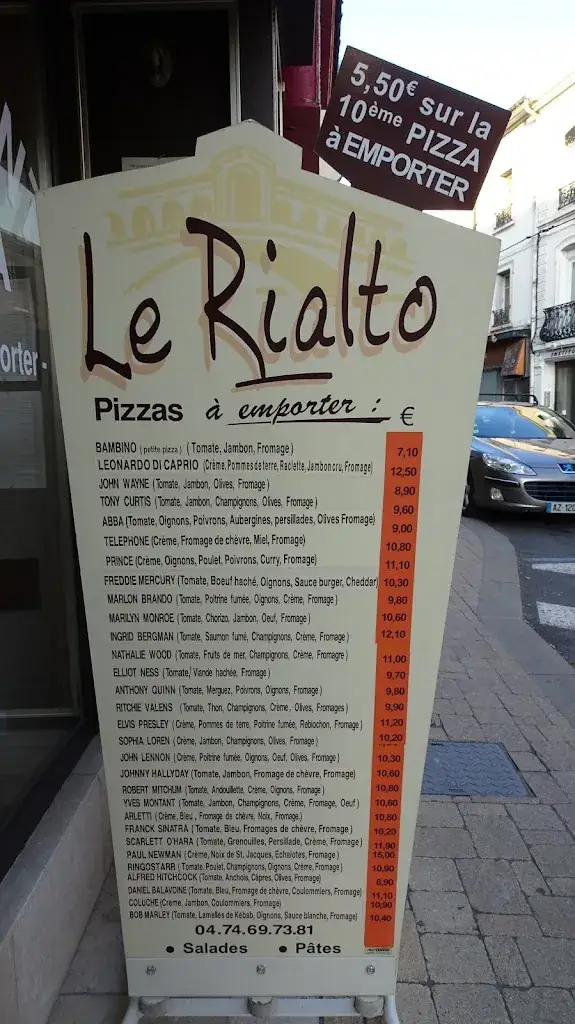 5,50€ sur la
10ème PIZZA
à EMPORTER
Le Rialto
Pizzas à emporter : €
BAMBINO (petite pizza) (Tomate, Jambon, Fromage) 7,10
LEONARDO DI CAPRIO (Crème, Pommes de terre, Raclette, Jambon cru, Fromage) 12,50
JOHN WAYNE (Tomate, Jambon, Olives, Fromage) 8,90
TONY CURTIS (Tomate, Jambon, Champignons, Olives, Fromage) 9,60
ABBA (Tomate, Oignons, Poivrons, Aubergines, persillades, Olives Fromage) 9,00
TELEPHONE (Crème, Fromage de chèvre, Miel, Fromage) 10,80
PRINCE (Crème, Oignons, Poulet, Poivrons, Curry, Fromage) 11,10
FREDDIE MERCURY (Tomate, Boeuf haché, Oignons, Sauce burger, Cheddar) 10,30
MARLON BRANDO (Tomate, Poitrine fumée, Oignons, Crème, Fromage) 9,80
MARILYN MONROE (Tomate, Chorizo, Jambon, Oeuf, Fromage) 10,60
INGRID BERGMAN (Tomate, Saumon fumé, Champignons, Crème, Fromage) 12,10
NATHALIE WOOD (Tomate, Fruits de mer, Champignons, Crème, Fromagre) 11,00
ELLIOT NESS (Tomate, Viande hachée, Fromage) 9,70
ANTHONY QUINN (Tomate, Merguez, Poivrons, Oignons, Fromage) 9,80
RITCHIE VALENS (Tomate, Thon, Champignons, Crème, Olives, Fromages) 9,90
ELVIS PRESLEY (Crème, Pommes de terre, Poitrine fumée, Reblochon, Fromage) 11,20
SOPHIA LOREN (Crème, Jambon, Champignons, Olives, Fromage) 10,20
JOHN LENNON (Crème, Poitrine fumée, Oignons, Oeuf, Olives, Fromage) 10,30
JOHNNY HALLYDAY (Tomate, Jambon, Fromage de chèvre, Fromage) 10,60
ROBERT MITCHUM (Tomate, Andouillette, Crème, Oignons, Fromage) 10,80
YVES MONTANT (Tomate, Jambon, Champignons, Crème, Fromage, Oeuf) 10,60
ARLETTI (Crème, Bleu, Fromage de chèvre, Noix, Fromage.) 10,80
FRANCK SINATRA (Tomate, Bleu, Fromages de chèvre, Fromage) 10,20
SCARLETT O'HARA (Tomate, Grenouilles, Persillade, Crème, Fromage) 11,90
PAUL NEWMAN (Crème, Noix de St. Jacques, Echalotes, Fromage) 15,00
RINGOSTARR (Tomate, Poulet, Champignons, Oignons, Crème, Fromage) 10,90
ALFRED HITCHCOCK (Tomate, Anchois, Câpres, Olives, Fromage) 8,90
DANIEL BALAVOINE (Tomate, Bleu, Fromage de chèvre, Coulommiers, Fromage) 11,10
COLUCHE (Crème, Jambon, Coulommiers, Fromage) 10,90
BOB MARLEY (Tomate, Lamelles de Kébab, Oignons, Sauce blanche, Fromage) 10,40
04.74.69.73.81
• Salades • Pâtes
porter